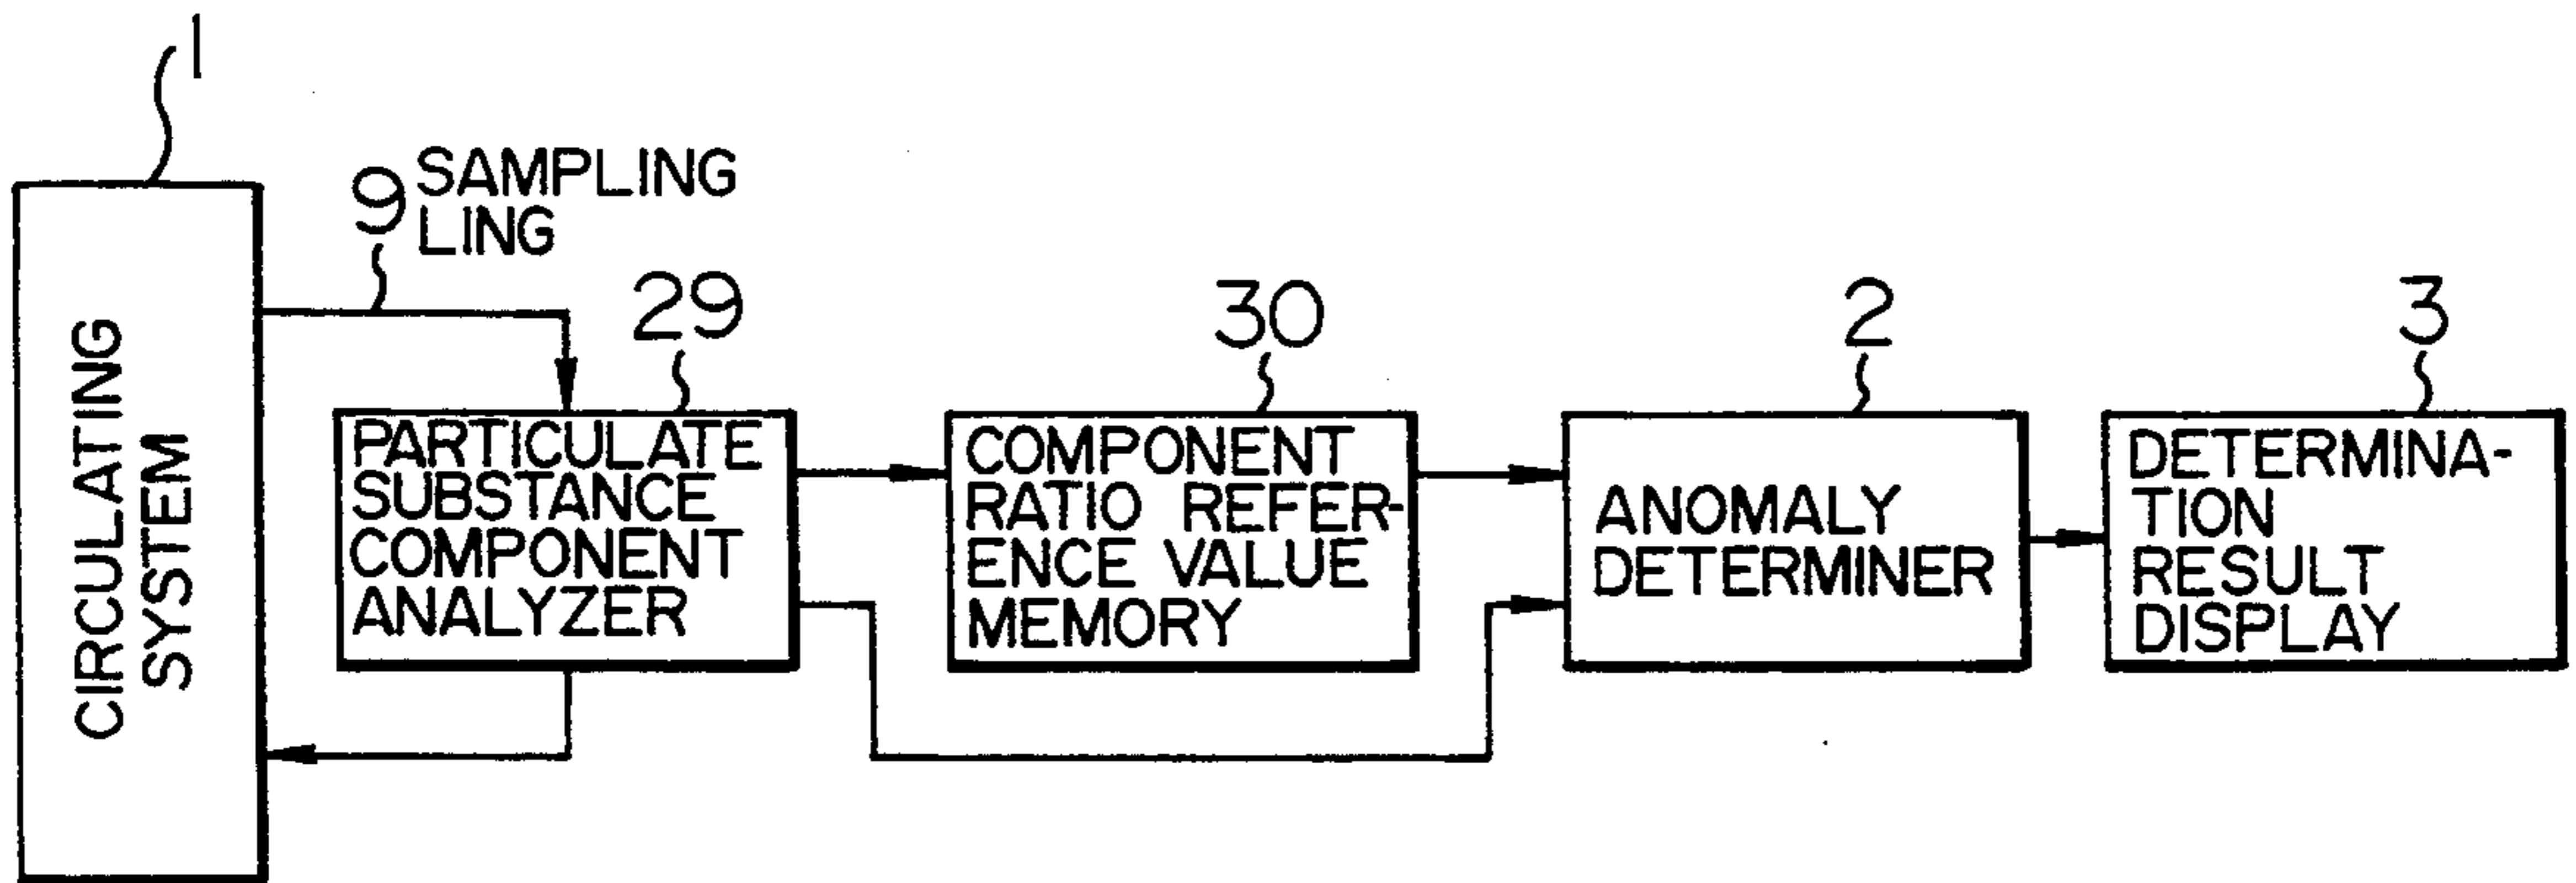 1
9 SAMPLING
LING
29
30
2
3
CIRCULATING
SYSTEM
PARTICULATE
SUBSTANCE
COMPONENT
ANALYZER
COMPONENT
RATIO REFER-
ENCE VALUE
MEMORY
ANOMALY
DETERMINER
DETERMINA-
TION
RESULT
DISPLAY